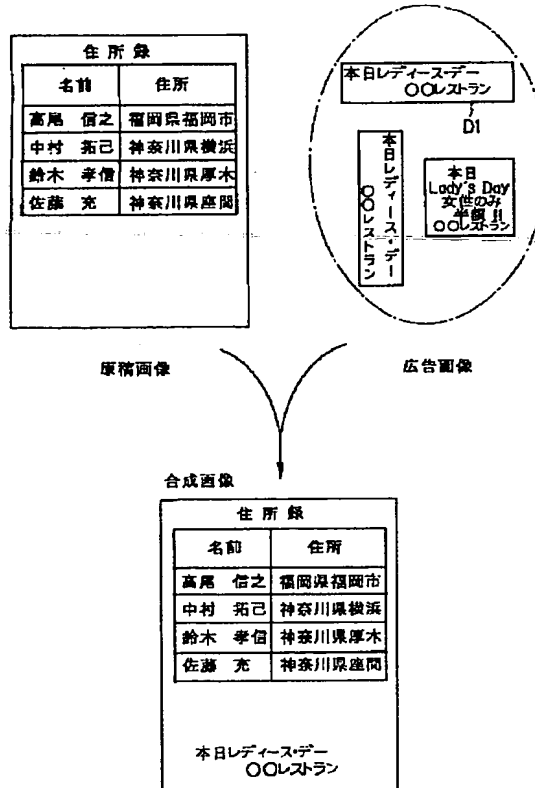 住所録
名前 住所
高尾 信之 福岡県福岡市
中村 拓己 神奈川県横浜
鈴木 孝信 神奈川県厚木
佐藤 充 神奈川県座間
原稿画像
本日レディース・デー
○○レストラン
D1
本日レディース・デー
○○レストラン
本日
Lady's Day
女性のみ
半額!!
○○レストラン
広告画像
合成画像
住所録
名前 住所
高尾 信之 福岡県福岡市
中村 拓己 神奈川県横浜
鈴木 孝信 神奈川県厚木
佐藤 充 神奈川県座間
本日レディース・デー
○○レストラン